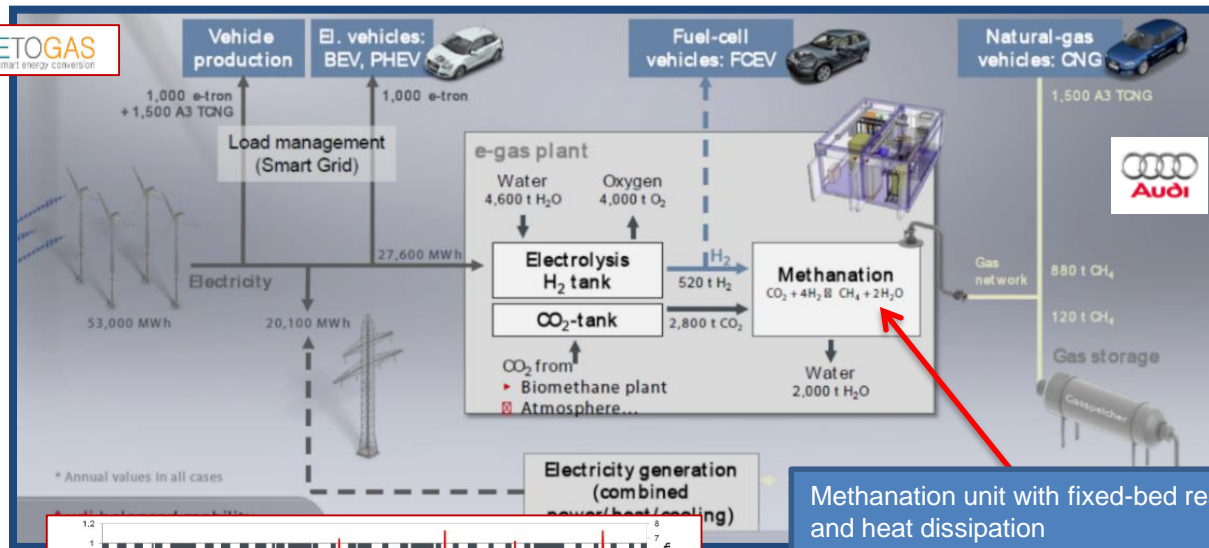 ETOGAS
smart energy conversion
Vehicle
production
El. vehicles:
BEV, PHEV
Fuel-cell
vehicles: FCEV
Natural-gas
vehicles: CNG
1,000 e-tron
+ 1,500 A3 TCNG
1,000 e-tron
1,500 A3 TCNG
Load management
(Smart Grid)
Audi
e-gas plant
Water
4,600 t H₂O
Oxygen
4,000 t O₂
27,600 MWh
Electricity
Electrolysis
H₂ tank
H₂
520 t H₂
Methanation
CO₂ + 4H₂ CH₄ + 2H₂O
Gas
network
880 t CH₄
53,000 MWh
20,100 MWh
CO₂-tank
2,800 t CO₂
120 t CH₄
CO₂ from
Biomethane plant
Atmosphere...
Water
2,000 t H₂O
Gas storage
Gasspeicher
* Annual values in all cases
Electricity generation
(combined
power/heat/cooling)
Methanation unit with fixed-bed re
and heat dissipation
1.2
1
8
7